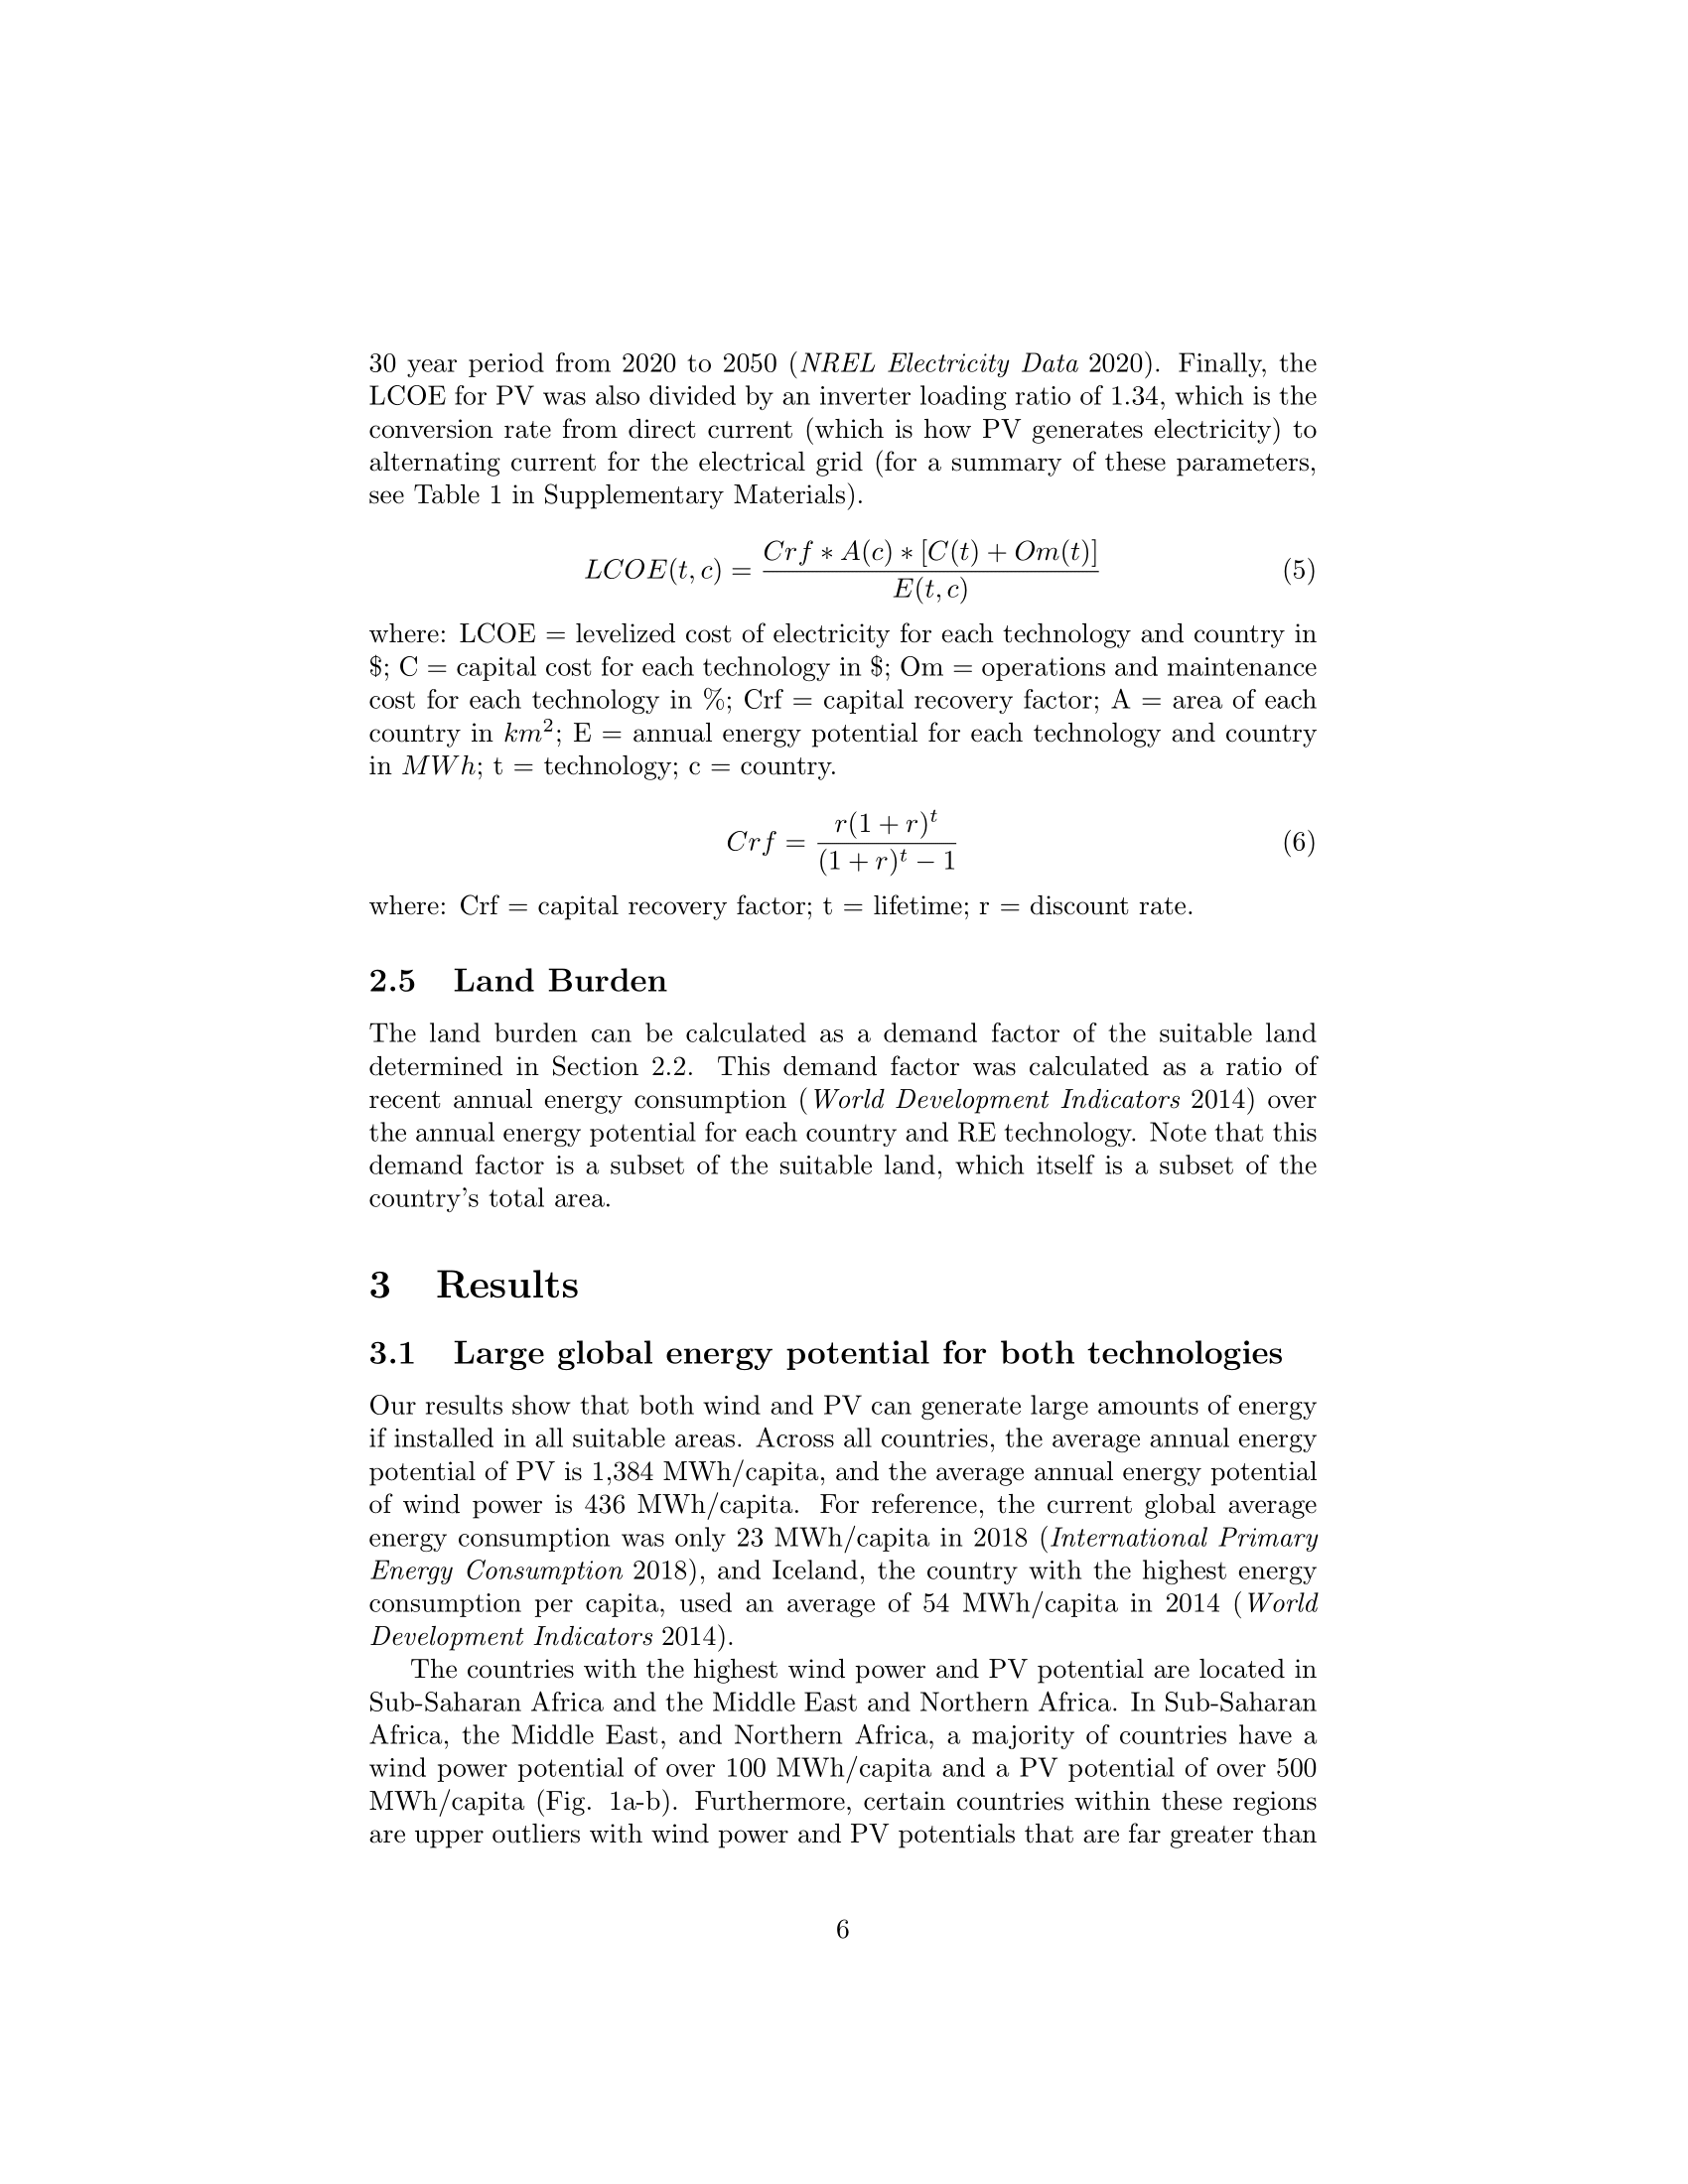 30 year period from 2020 to 2050 (NREL Electricity Data 2020). Finally, the
LCOE for PV was also divided by an inverter loading ratio of 1.34, which is the
conversion rate from direct current (which is how PV generates electricity) to
alternating current for the electrical grid (for a summary of these parameters,
see Table 1 in Supplementary Materials).
LCOE(t, c) = \frac{Crf * A(c) * [C(t) + Om(t)]}{E(t, c)} (5)
where: LCOE = levelized cost of electricity for each technology and country in
$; C = capital cost for each technology in $; Om = operations and maintenance
cost for each technology in %; Crf = capital recovery factor; A = area of each
country in km²; E = annual energy potential for each technology and country
in MWh; t = technology; c = country.
Crf = \frac{r(1 + r)^t}{(1 + r)^t − 1} (6)
where: Crf = capital recovery factor; t = lifetime; r = discount rate.
2.5 Land Burden
The land burden can be calculated as a demand factor of the suitable land
determined in Section 2.2. This demand factor was calculated as a ratio of
recent annual energy consumption (World Development Indicators 2014) over
the annual energy potential for each country and RE technology. Note that this
demand factor is a subset of the suitable land, which itself is a subset of the
country's total area.
3 Results
3.1 Large global energy potential for both technologies
Our results show that both wind and PV can generate large amounts of energy
if installed in all suitable areas. Across all countries, the average annual energy
potential of PV is 1,384 MWh/capita, and the average annual energy potential
of wind power is 436 MWh/capita. For reference, the current global average
energy consumption was only 23 MWh/capita in 2018 (International Primary
Energy Consumption 2018), and Iceland, the country with the highest energy
consumption per capita, used an average of 54 MWh/capita in 2014 (World
Development Indicators 2014).
The countries with the highest wind power and PV potential are located in
Sub-Saharan Africa and the Middle East and Northern Africa. In Sub-Saharan
Africa, the Middle East, and Northern Africa, a majority of countries have a
wind power potential of over 100 MWh/capita and a PV potential of over 500
MWh/capita (Fig. 1a-b). Furthermore, certain countries within these regions
are upper outliers with wind power and PV potentials that are far greater than
6